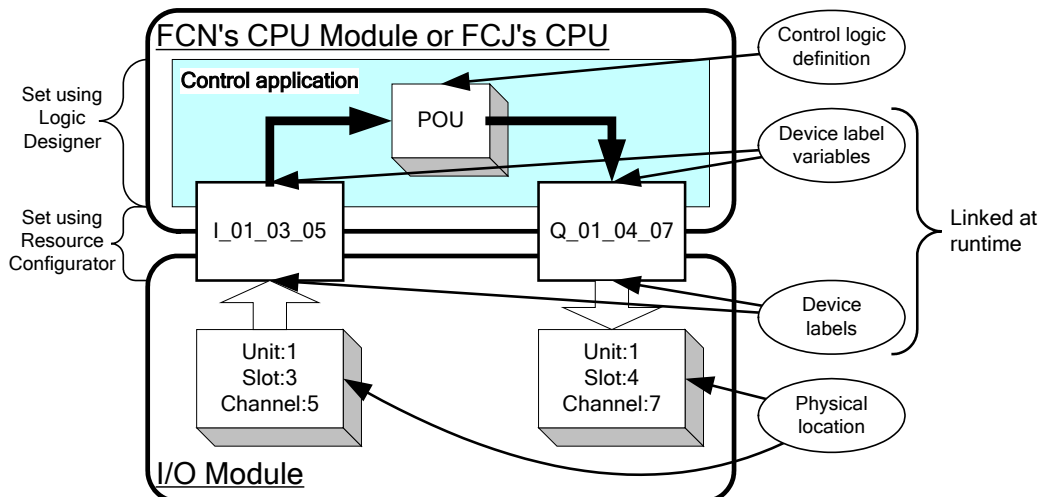 FCN's CPU Module or FCJ's CPU
Control application
POU
Control logic
definition
Set using
Logic
Designer
Device label
variables
I_01_03_05
Q_01_04_07
Set using
Resource
Configurator
Linked at
runtime
Device
labels
Unit:1
Slot:3
Channel:5
Unit:1
Slot:4
Channel:7
Physical
location
I/O Module